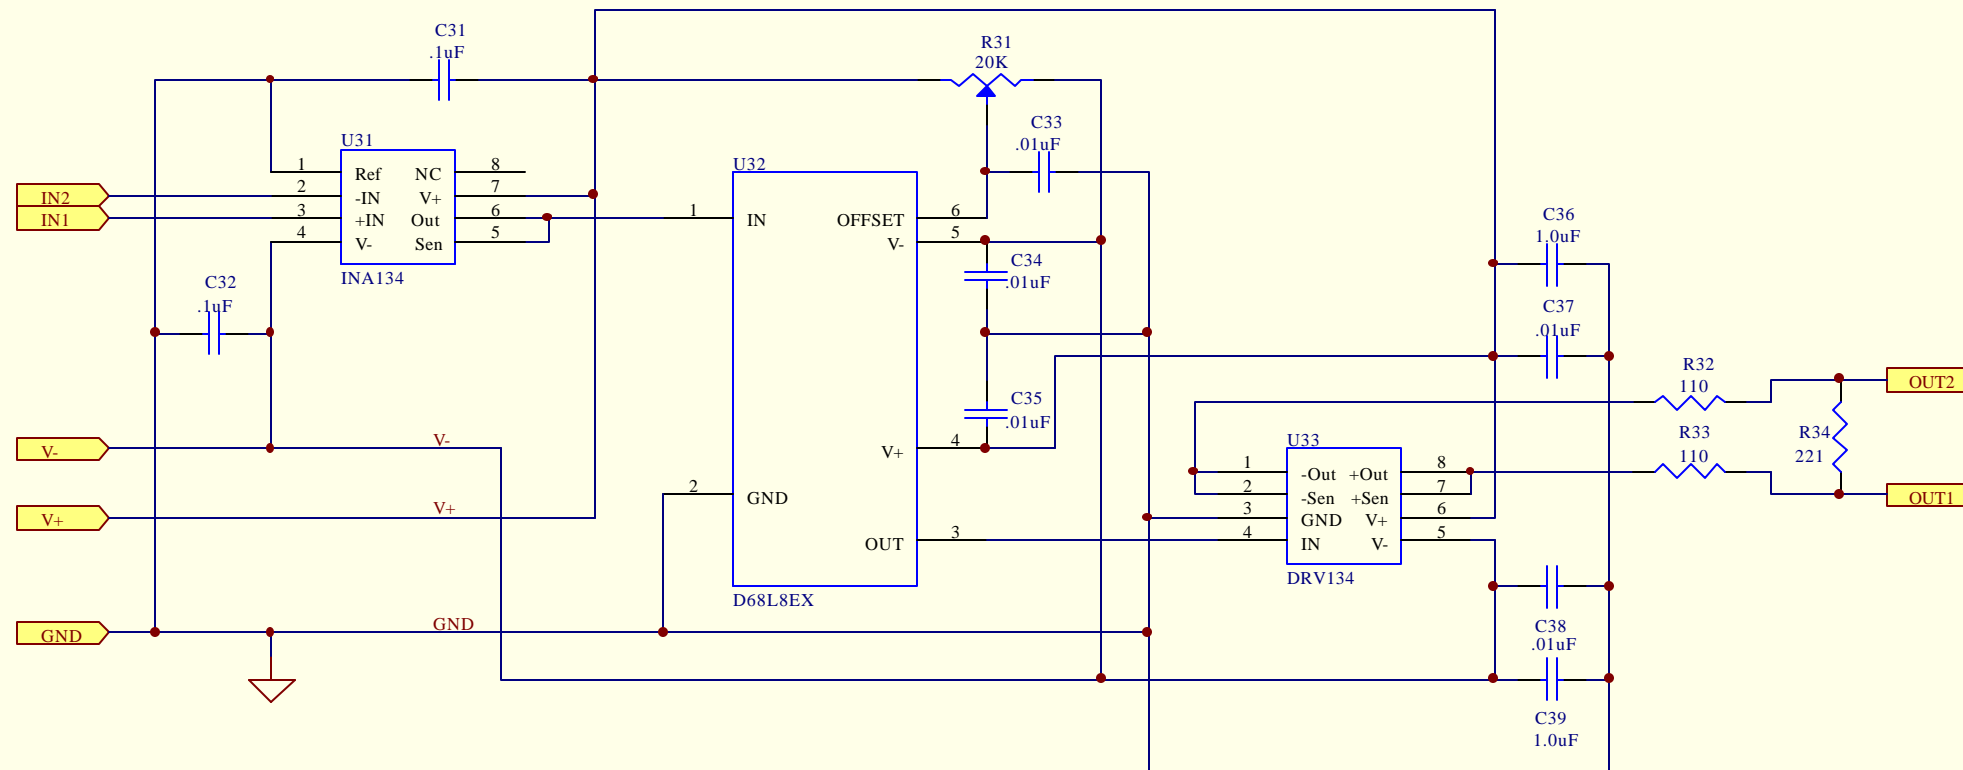 C31
.1uF
R31
20K
C33
.01uF
U31
1 Ref NC 8
2 -IN V+ 7
3 +IN Out 6
4 V- Sen 5
INA134
IN2
IN1
C32
.1uF
U32
1 IN OFFSET 6
V- 5
C34
.01uF
C35
.01uF
V+ 4
2 GND
OUT 3
D68L8EX
C36
1.0uF
C37
.01uF
R32
110
R33
110
R34
221
OUT2
OUT1
U33
1 -Out +Out 8
2 -Sen +Sen 7
3 GND V+ 6
4 IN V- 5
DRV134
V- V-
V+ V+
GND GND
C38
.01uF
C39
1.0uF